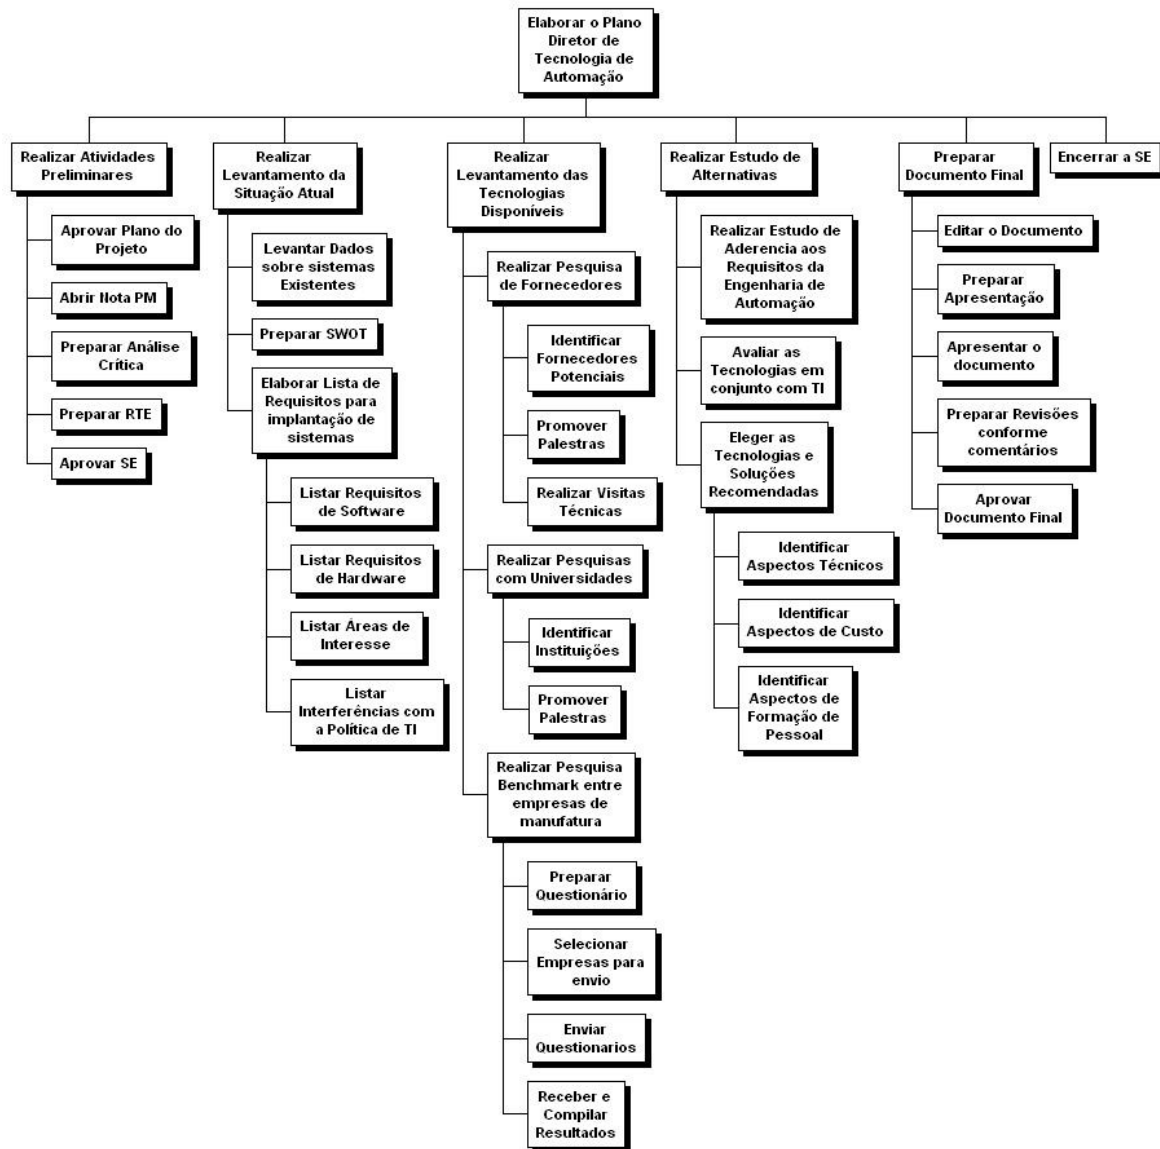 Elaborar o Plano
Diretor de
Tecnologia de
Automação
Realizar Atividades
Preliminares
Aprovar Plano do
Projeto
Abrir Nota PM
Preparar Análise
Crítica
Preparar RTE
Aprovar SE
Realizar
Levantamento da
Situação Atual
Levantar Dados
sobre sistemas
Existentes
Preparar SWOT
Elaborar Lista de
Requisitos para
implantação de
sistemas
Listar Requisitos
de Software
Listar Requisitos
de Hardware
Listar Áreas de
Interesse
Listar
Interferências com
a Política de TI
Realizar
Levantamento das
Tecnologias
Disponíveis
Realizar Pesquisa
de Fornecedores
Identificar
Fornecedores
Potenciais
Promover
Palestras
Realizar Visitas
Técnicas
Realizar Pesquisas
com Universidades
Identificar
Instituições
Promover
Palestras
Realizar Pesquisa
Benchmark entre
empresas de
manufatura
Preparar
Questionário
Selecionar
Empresas para
envio
Enviar
Questionarios
Receber e
Compilar
Resultados
Realizar Estudo de
Alternativas
Realizar Estudo de
Aderencia aos
Requisitos da
Engenharia de
Automação
Avaliar as
Tecnologias em
conjunto com TI
Eleger as
Tecnologias e
Soluções
Recomendadas
Identificar
Aspectos Técnicos
Identificar
Aspectos de Custo
Identificar
Aspectos de
Formação de
Pessoal
Preparar
Documento Final
Editar o Documento
Preparar
Apresentação
Apresentar o
documento
Preparar Revisões
conforme
comentários
Aprovar
Documento Final
Encerrar a SE